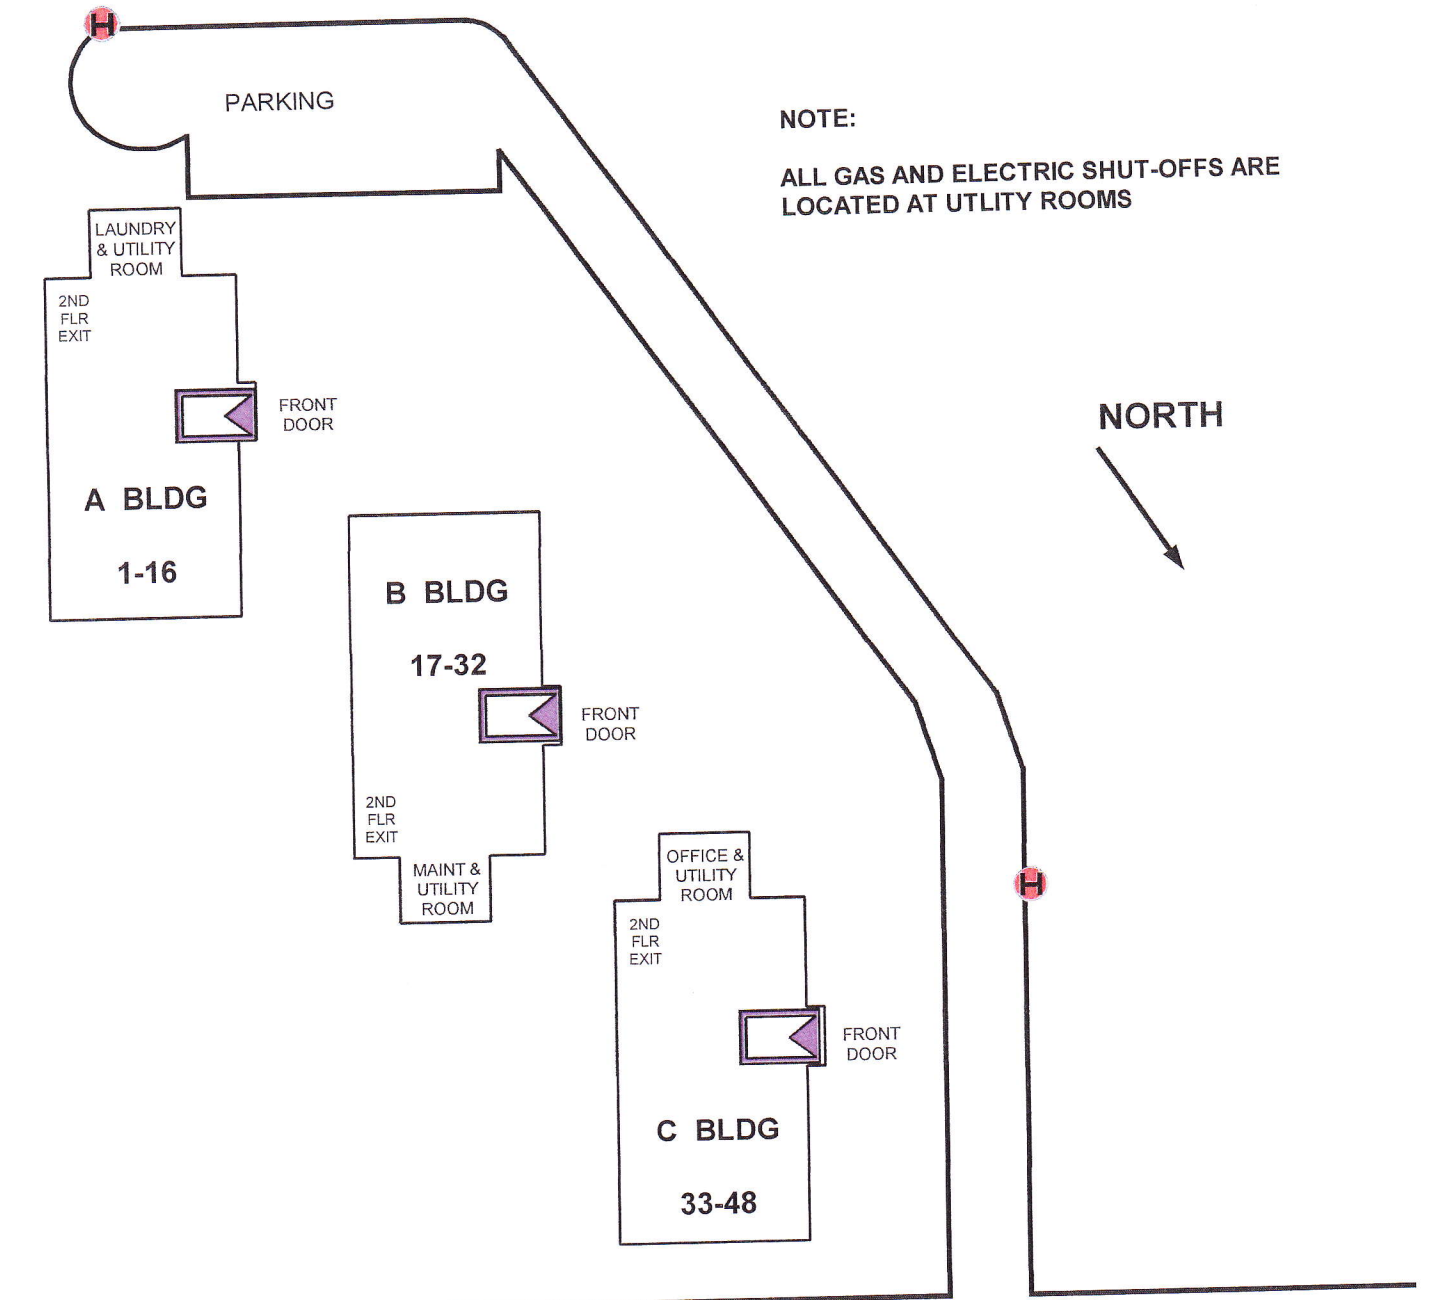 H
PARKING
NOTE:
ALL GAS AND ELECTRIC SHUT-OFFS ARE
LOCATED AT UTLITY ROOMS
LAUNDRY
& UTILITY
ROOM
2ND
FLR
EXIT
FRONT
DOOR
A BLDG
1-16
NORTH
B BLDG
17-32
FRONT
DOOR
2ND
FLR
EXIT
MAINT &
UTILITY
ROOM
OFFICE &
UTILITY
ROOM
H
2ND
FLR
EXIT
FRONT
DOOR
C BLDG
33-48